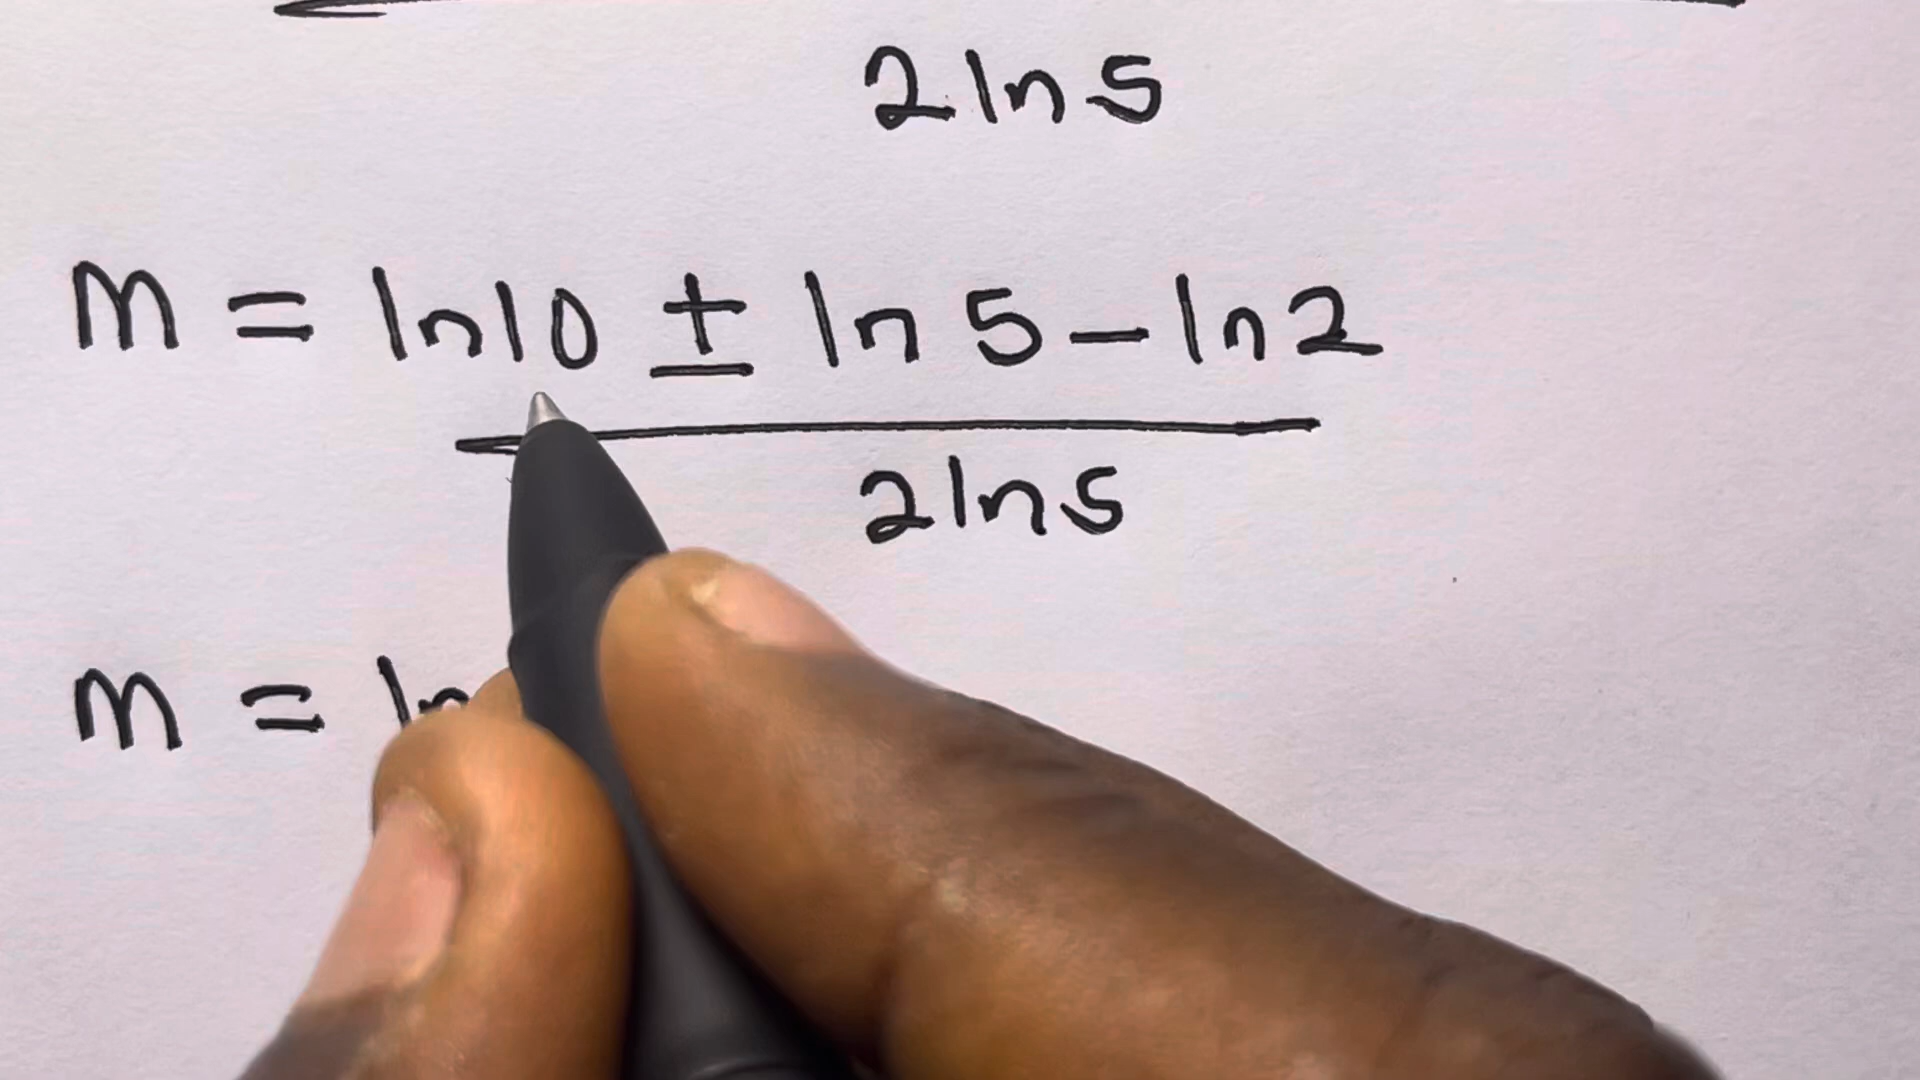 2ln5
m = ln10 ± ln5 - ln2
2ln5
m = ln